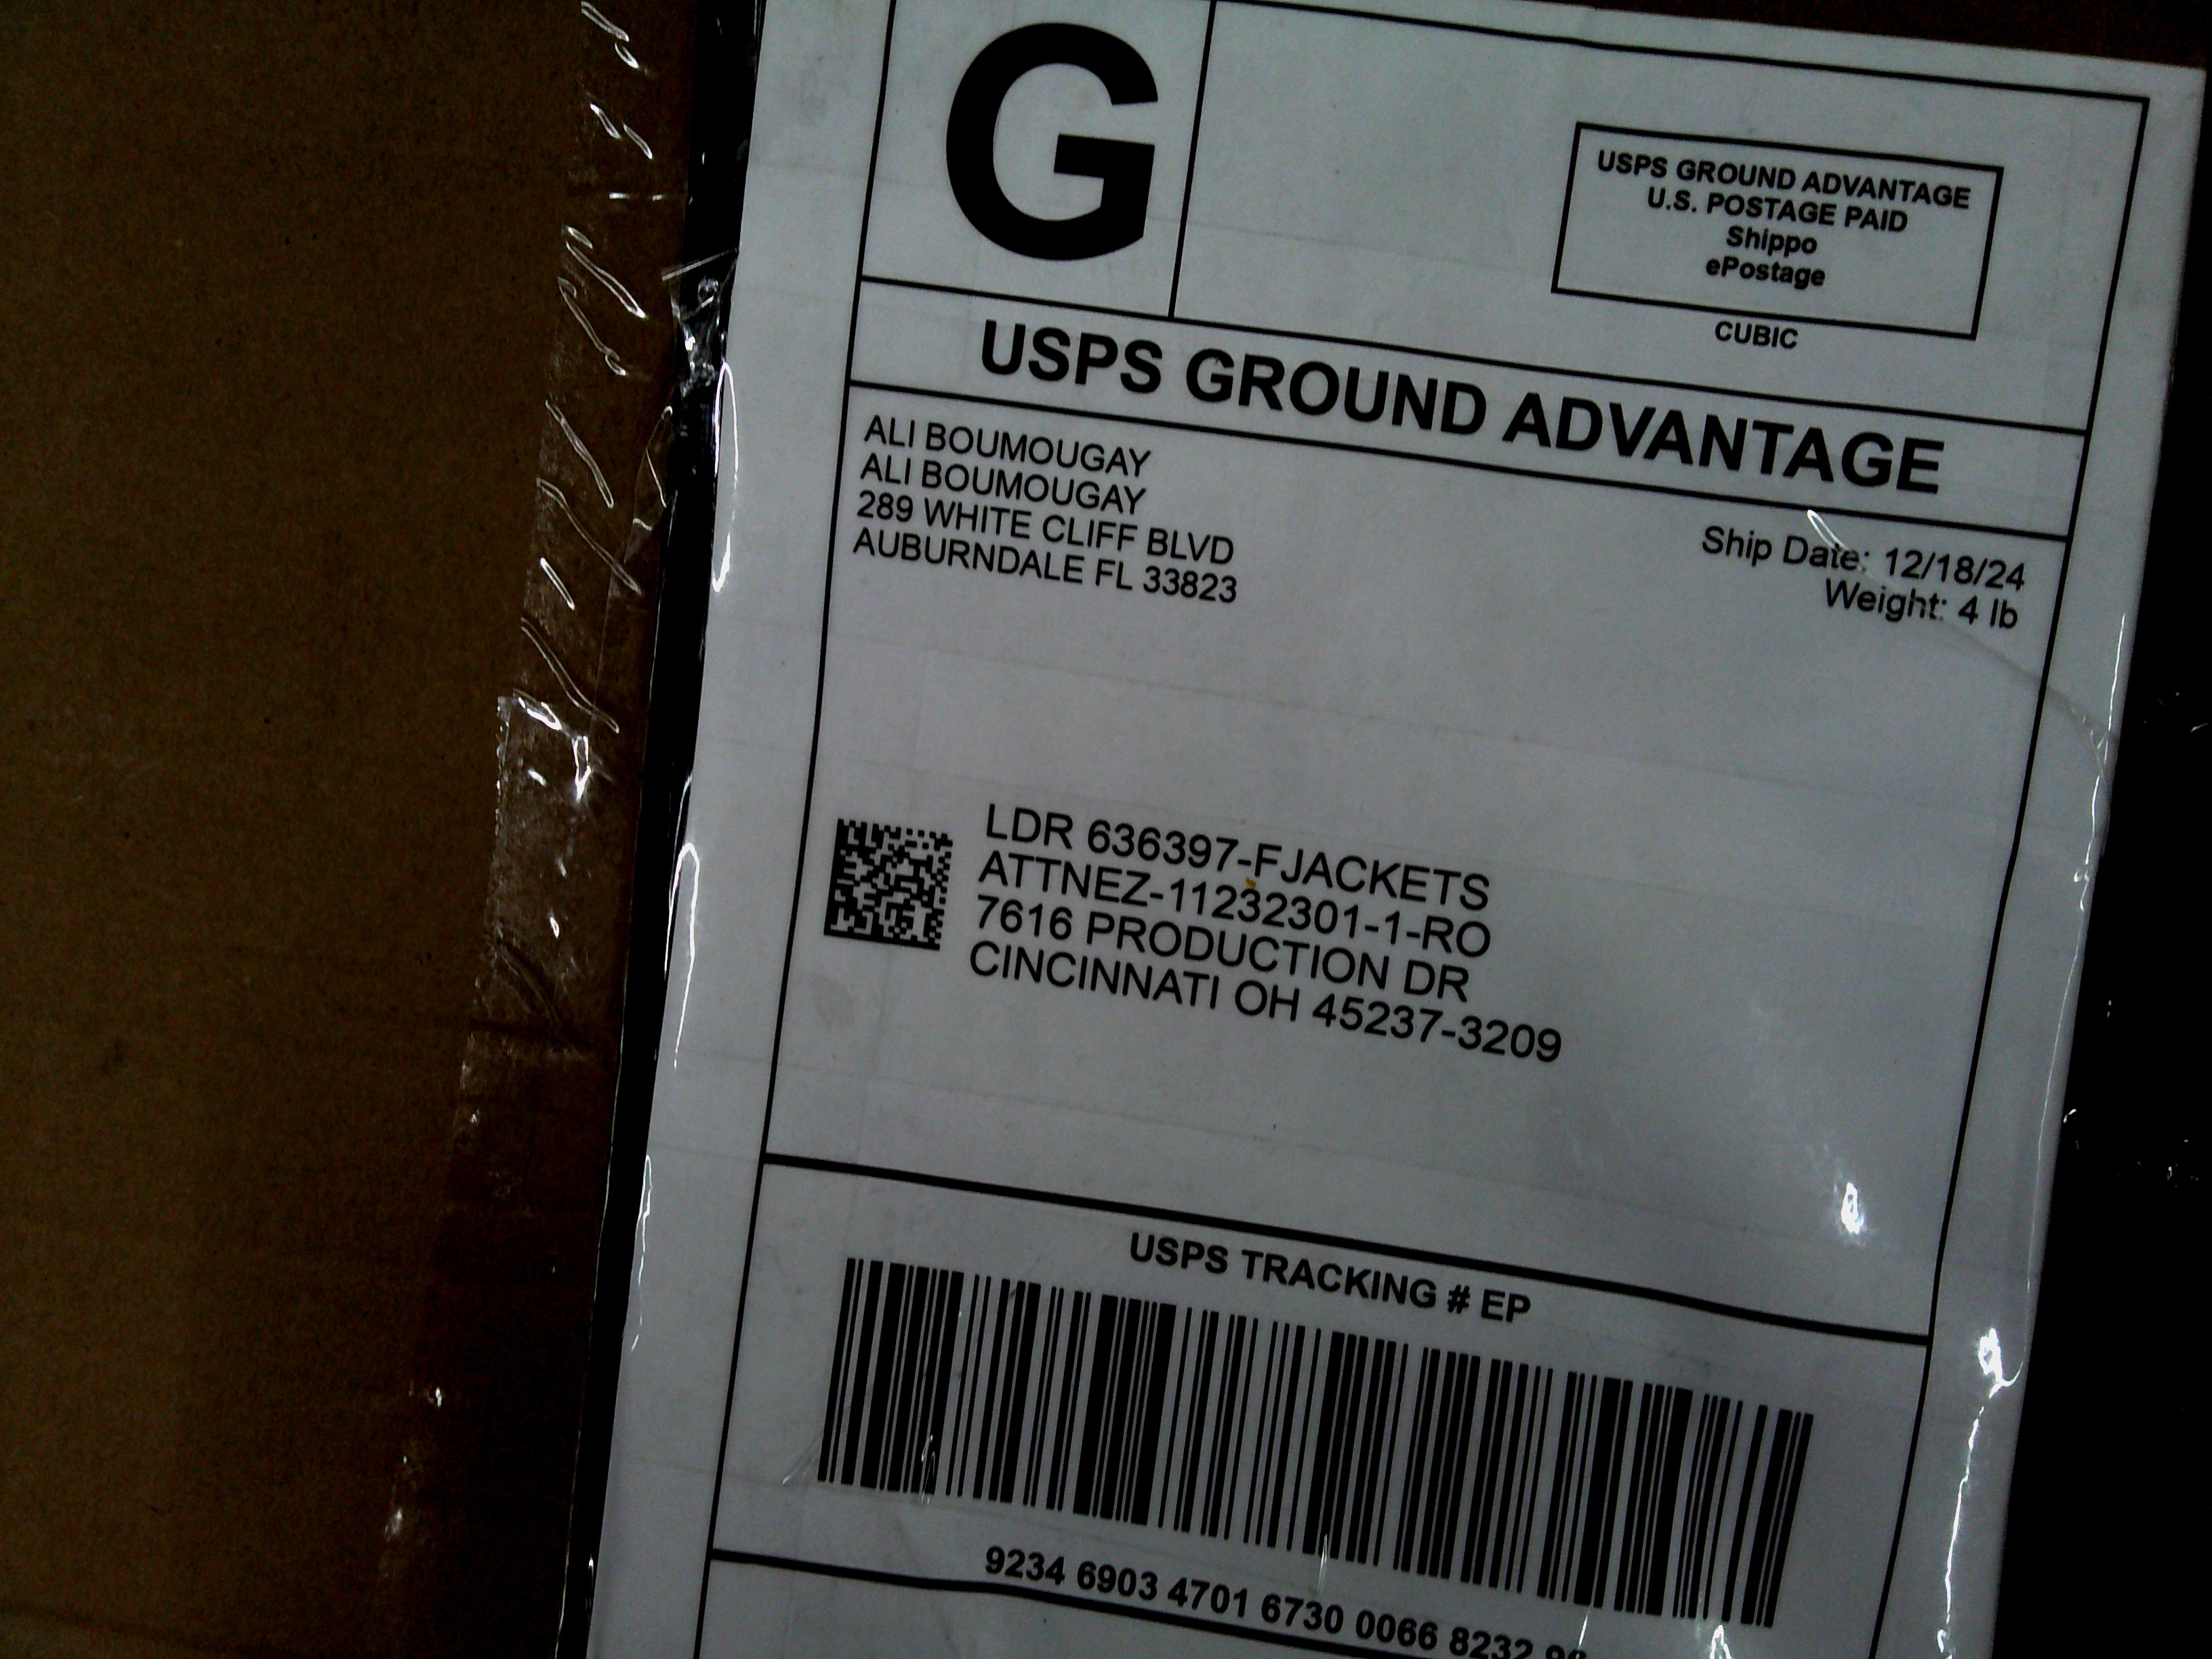 G
USPS GROUND ADVANTAGE
U.S. POSTAGE PAID
Shippo
ePostage
CUBIC
USPS GROUND ADVANTAGE
ALI BOUMOUGAY
ALI BOUMOUGAY
289 WHITE CLIFF BLVD
AUBURNDALE FL 33823
Ship Date: 12/18/24
Weight: 4 lb
LDR 636397-FJACKETS
ATTNEZ-11232301-1-RO
7616 PRODUCTION DR
CINCINNATI OH 45237-3209
USPS TRACKING # EP
9234 6903 4701 6730 0066 8232